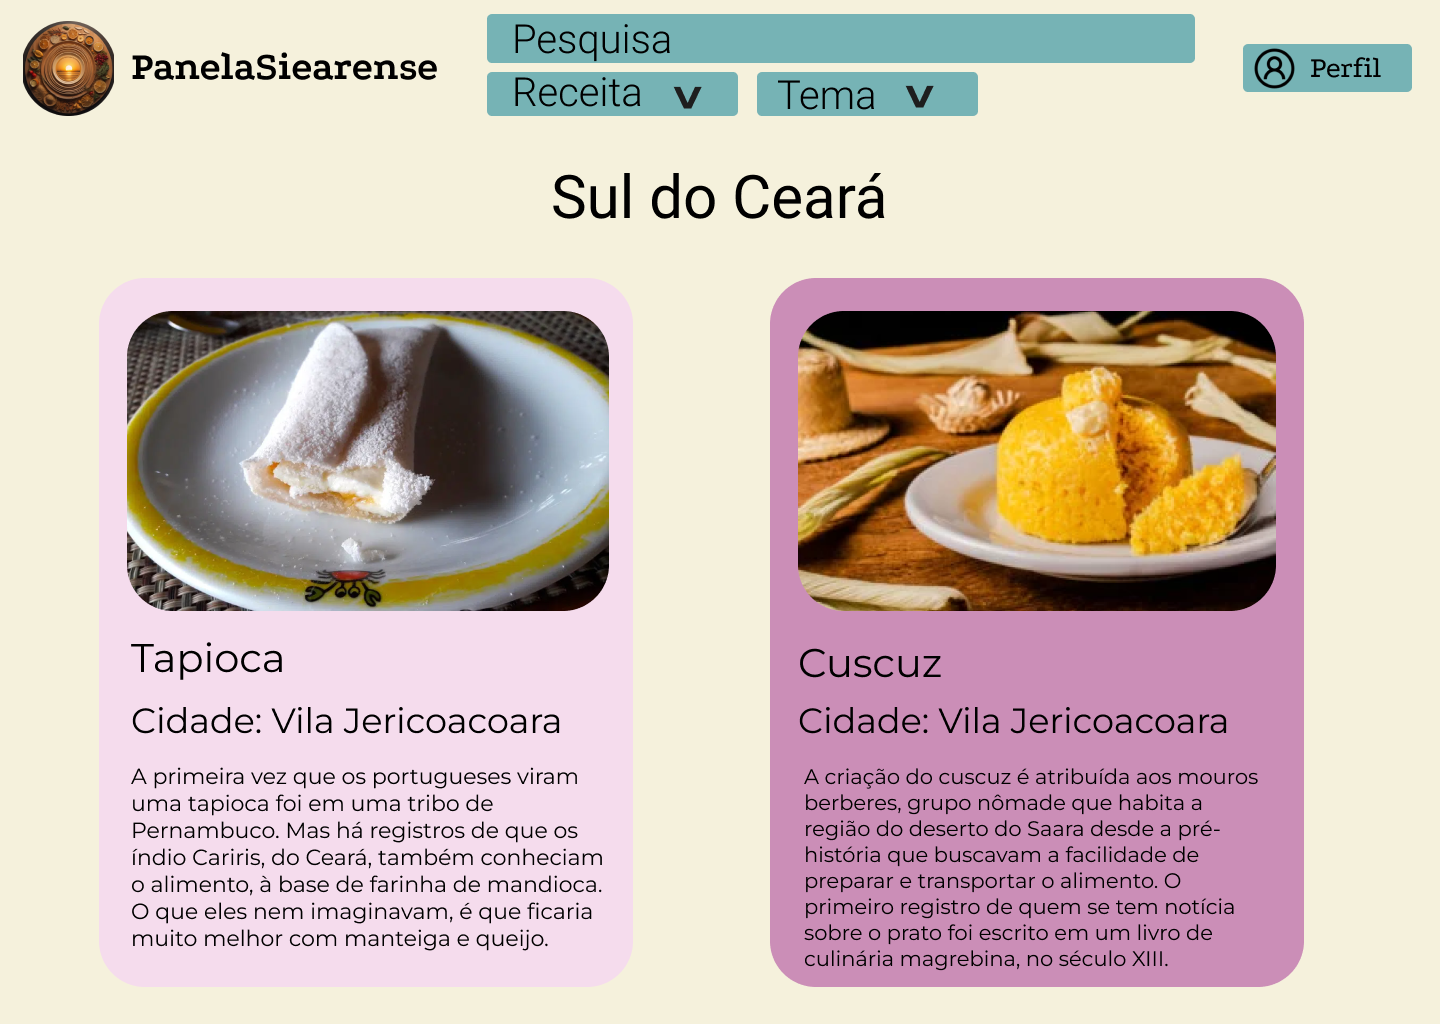 PanelaSiearense
Pesquisa
Receita V
Tema V
Perfil
Sul do Ceará
Tapioca
Cidade: Vila Jericoacoara
A primeira vez que os portugueses viram
uma tapioca foi em uma tribo de
Pernambuco. Mas há registros de que os
índio Cariris, do Ceará, também conheciam
o alimento, à base de farinha de mandioca.
O que eles nem imaginavam, é que ficaria
muito melhor com manteiga e queijo.
Cuscuz
Cidade: Vila Jericoacoara
A criação do cuscuz é atribuída aos mouros
berberes, grupo nômade que habita a
região do deserto do Saara desde a pré-
história que buscavam a facilidade de
preparar e transportar o alimento. O
primeiro registro de quem se tem notícia
sobre o prato foi escrito em um livro de
culinária magrebina, no século XIII.